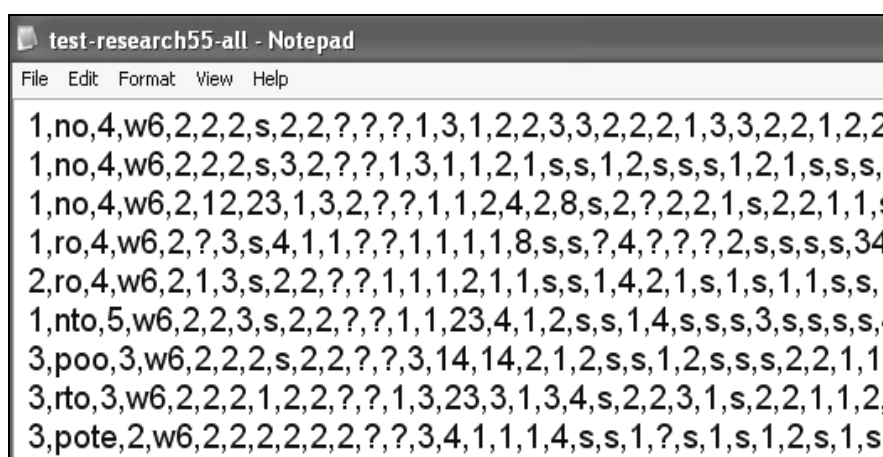 test-research55-all - Notepad
File Edit Format View Help
1,no,4,w6,2,2,2,s,2,2,?,?,?,1,3,1,2,2,3,3,2,2,2,1,3,3,2,2,1,2,2
1,no,4,w6,2,2,2,s,3,2,?,?,1,3,1,1,2,1,s,s,1,2,s,s,s,1,2,1,s,s,s,
1,no,4,w6,2,12,23,1,3,2,?,?,1,1,2,4,2,8,s,2,?,2,2,1,s,2,2,1,1,s
1,ro,4,w6,2,?,3,s,4,1,1,?,?,1,1,1,1,8,s,s,?,4,?,?,?,2,s,s,s,s,34
2,ro,4,w6,2,1,3,s,2,2,?,?,1,1,1,2,1,1,s,s,1,4,2,1,s,1,s,1,1,s,s,
1,nto,5,w6,2,2,3,s,2,2,?,?,1,1,23,4,1,2,s,s,1,4,s,s,s,3,s,s,s,s,
3,poo,3,w6,2,2,2,s,2,2,?,?,3,14,14,2,1,2,s,s,1,2,s,s,s,2,2,1,1
3,rto,3,w6,2,2,2,1,2,2,?,?,1,3,23,3,1,3,4,s,2,2,3,1,s,2,2,1,1,2,
3,pote,2,w6,2,2,2,2,2,2,?,?,3,4,1,1,1,4,s,s,1,?,s,1,s,1,2,s,1,s